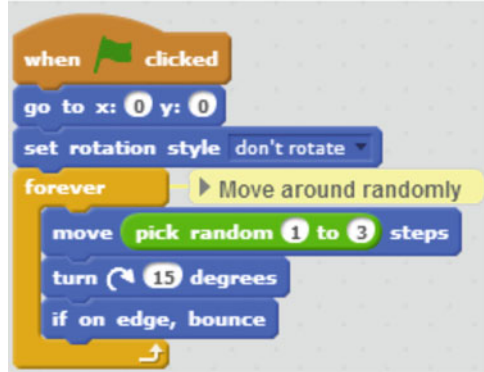 when clicked
go to x: 0 y: 0
set rotation style don't rotate
forever Move around randomly
move pick random 1 to 3 steps
turn 15 degrees
if on edge, bounce